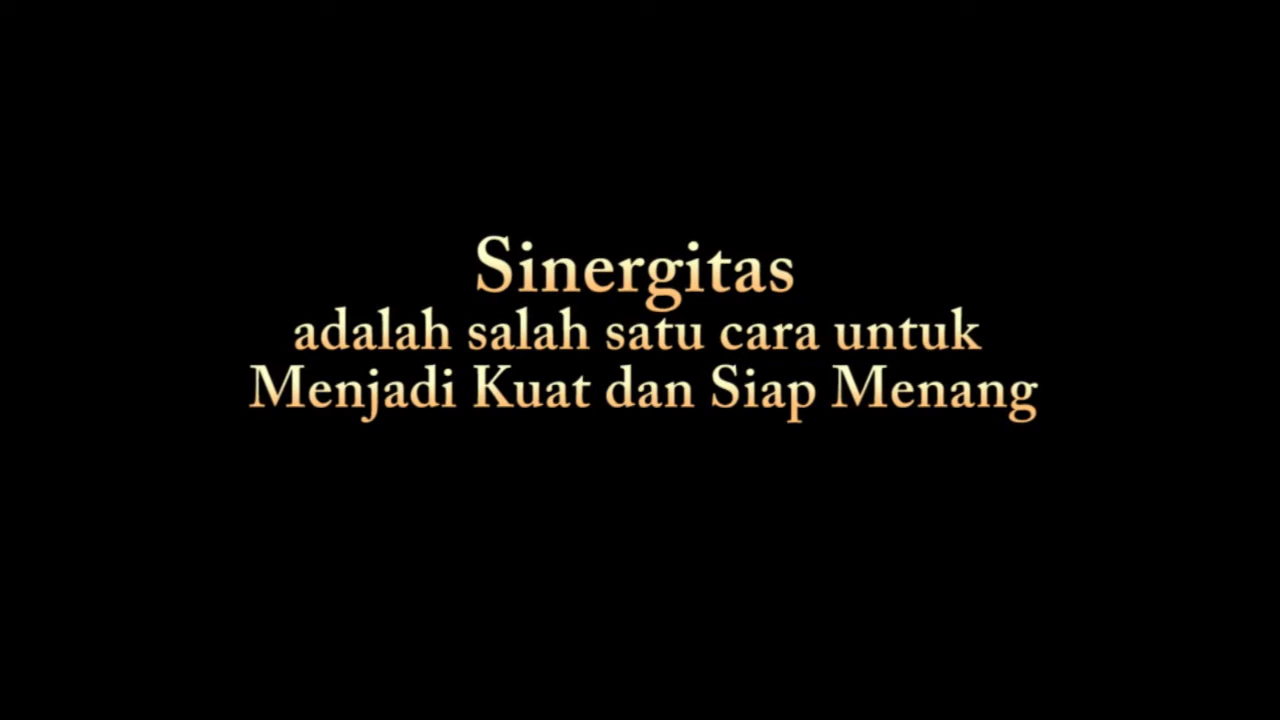 Sinergitas
adalah salah satu cara untuk
Menjadi Kuat dan Siap Menang